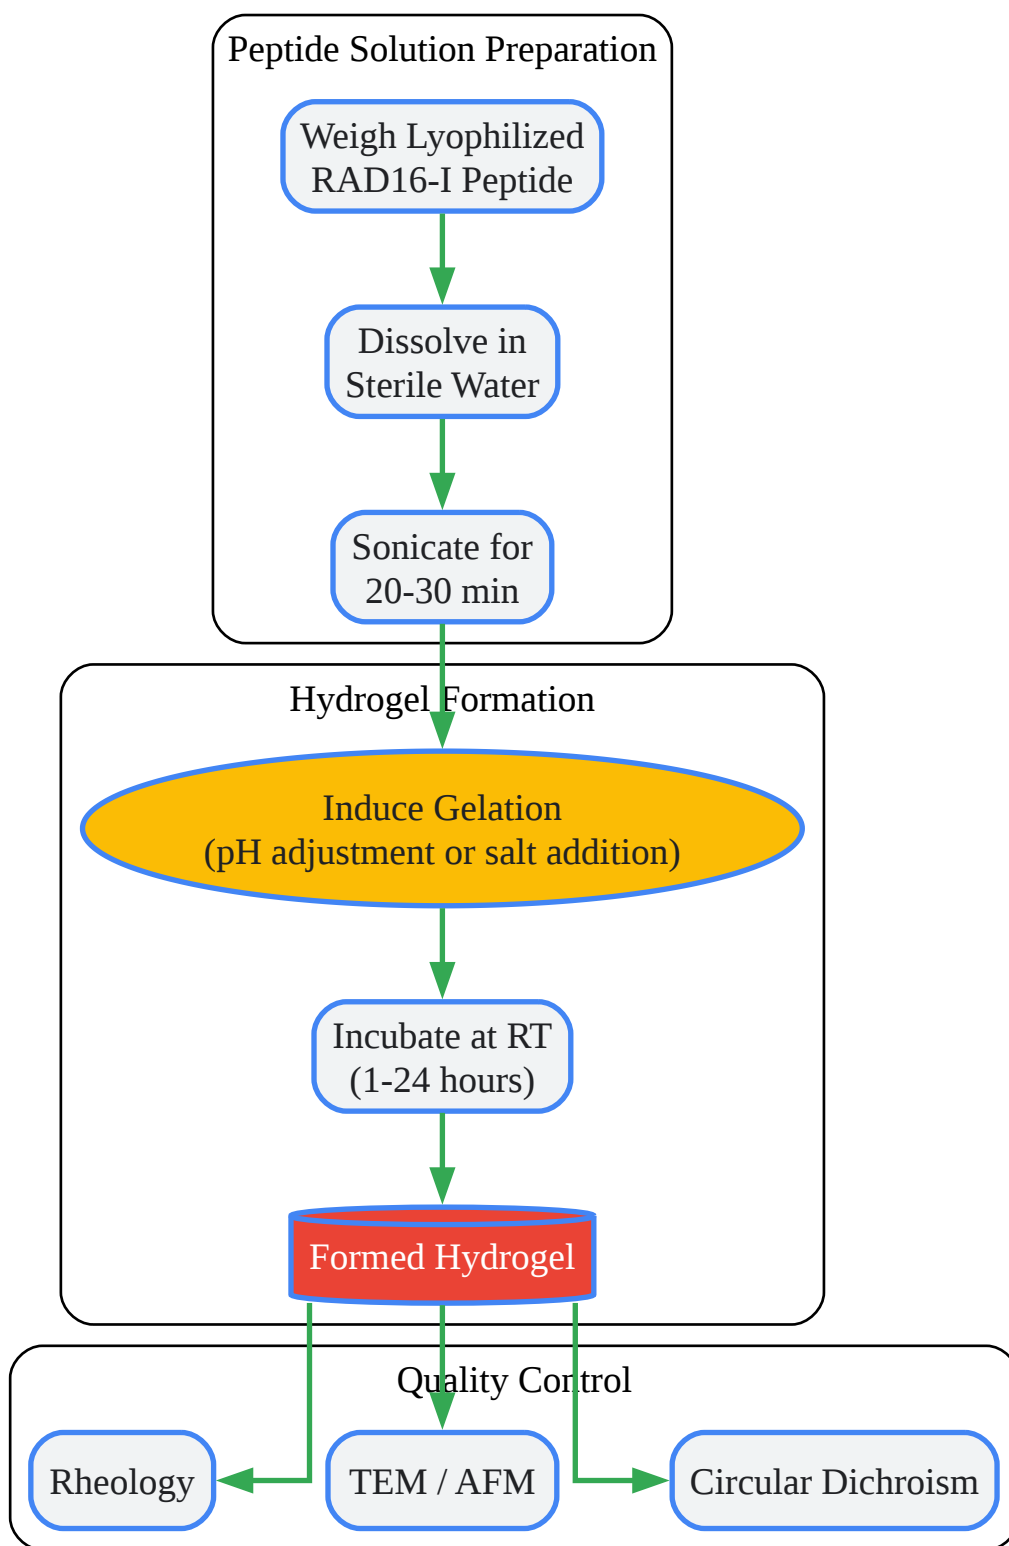 Peptide Solution Preparation
Weigh Lyophilized
RAD16-I Peptide
Dissolve in
Sterile Water
Sonicate for
20-30 min
Hydrogel Formation
Induce Gelation
(pH adjustment or salt addition)
Incubate at RT
(1-24 hours)
Formed Hydrogel
Quality Control
Rheology
TEM / AFM
Circular Dichroism